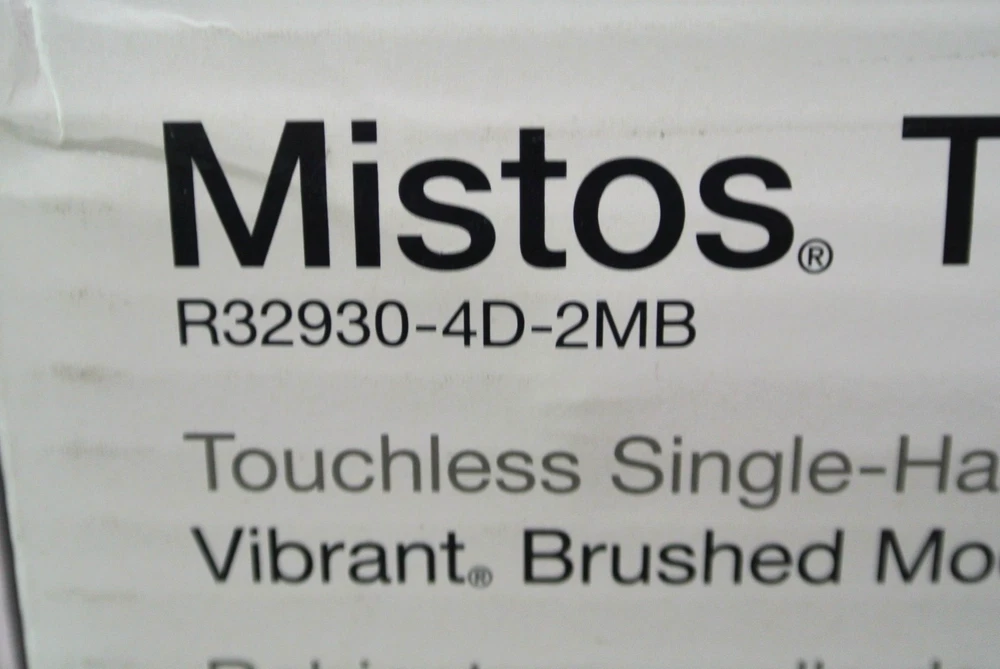 Mistos® T
R32930-4D-2MB
Touchless Single-Ha
Vibrant® Brushed Mo